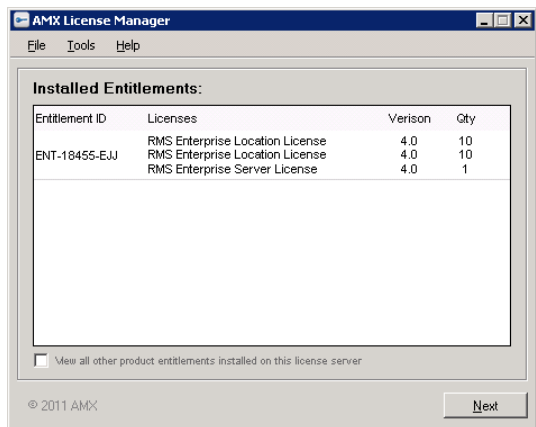 AMX License Manager
File Tools Help
Installed Entitlements:
Entitlement ID Licenses Verison Qty
RMS Enterprise Location License 4.0 10
ENT-18455-EJJ RMS Enterprise Location License 4.0 10
RMS Enterprise Server License 4.0 1
View all other product entitlements installed on this license server
© 2011 AMX Next